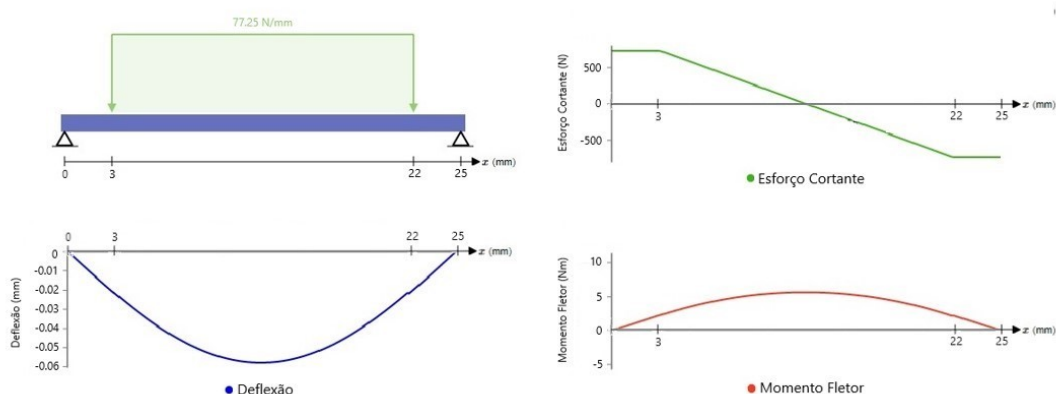 77.25 N/mm
x (mm)
0 3 22 25
Esforço Cortante (N)
500
0
-500
3 22 25
x (mm)
Esforço Cortante
0 3 22 25
x (mm)
Deflexão (mm)
0
-0.01
-0.02
-0.03
-0.04
-0.05
-0.06
Deflexão
Momento Fletor (Nm)
10
5
0
-5
3 22 25
x (mm)
Momento Fletor